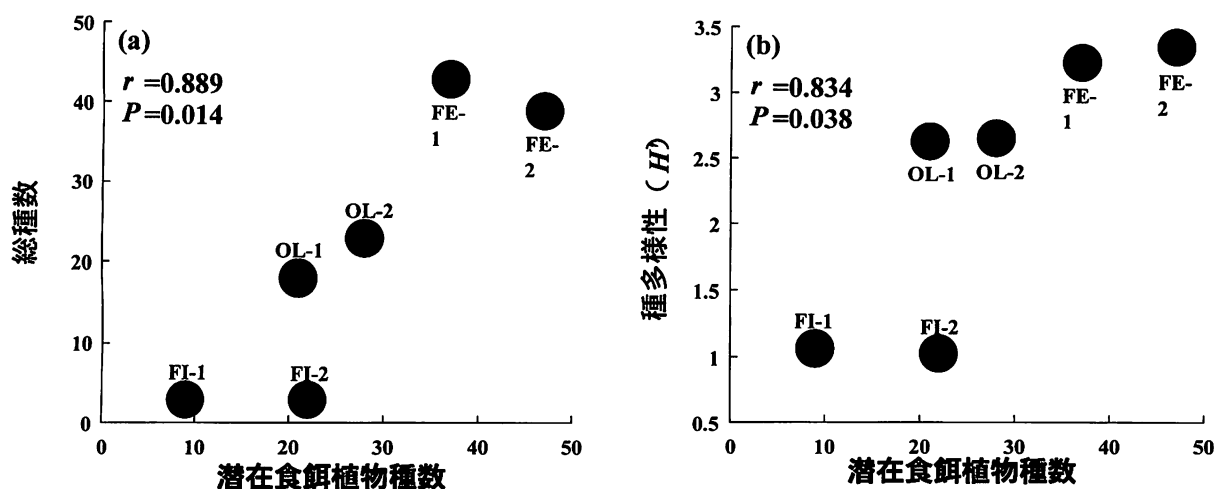 (a)
r =0.889
P=0.014
総種数
50
40
30
20
10
0
FE-
1
FE-
2
OL-2
OL-1
FI-1
FI-2
0 10 20 30 40 50
潜在食餌植物種数
(b)
r =0.834
P=0.038
種多様性（H'）
3.5
3
2.5
2
1.5
1
0.5
FE-
1
FE-
2
OL-1
OL-2
FI-1
FI-2
0 10 20 30 40 50
潜在食餌植物種数